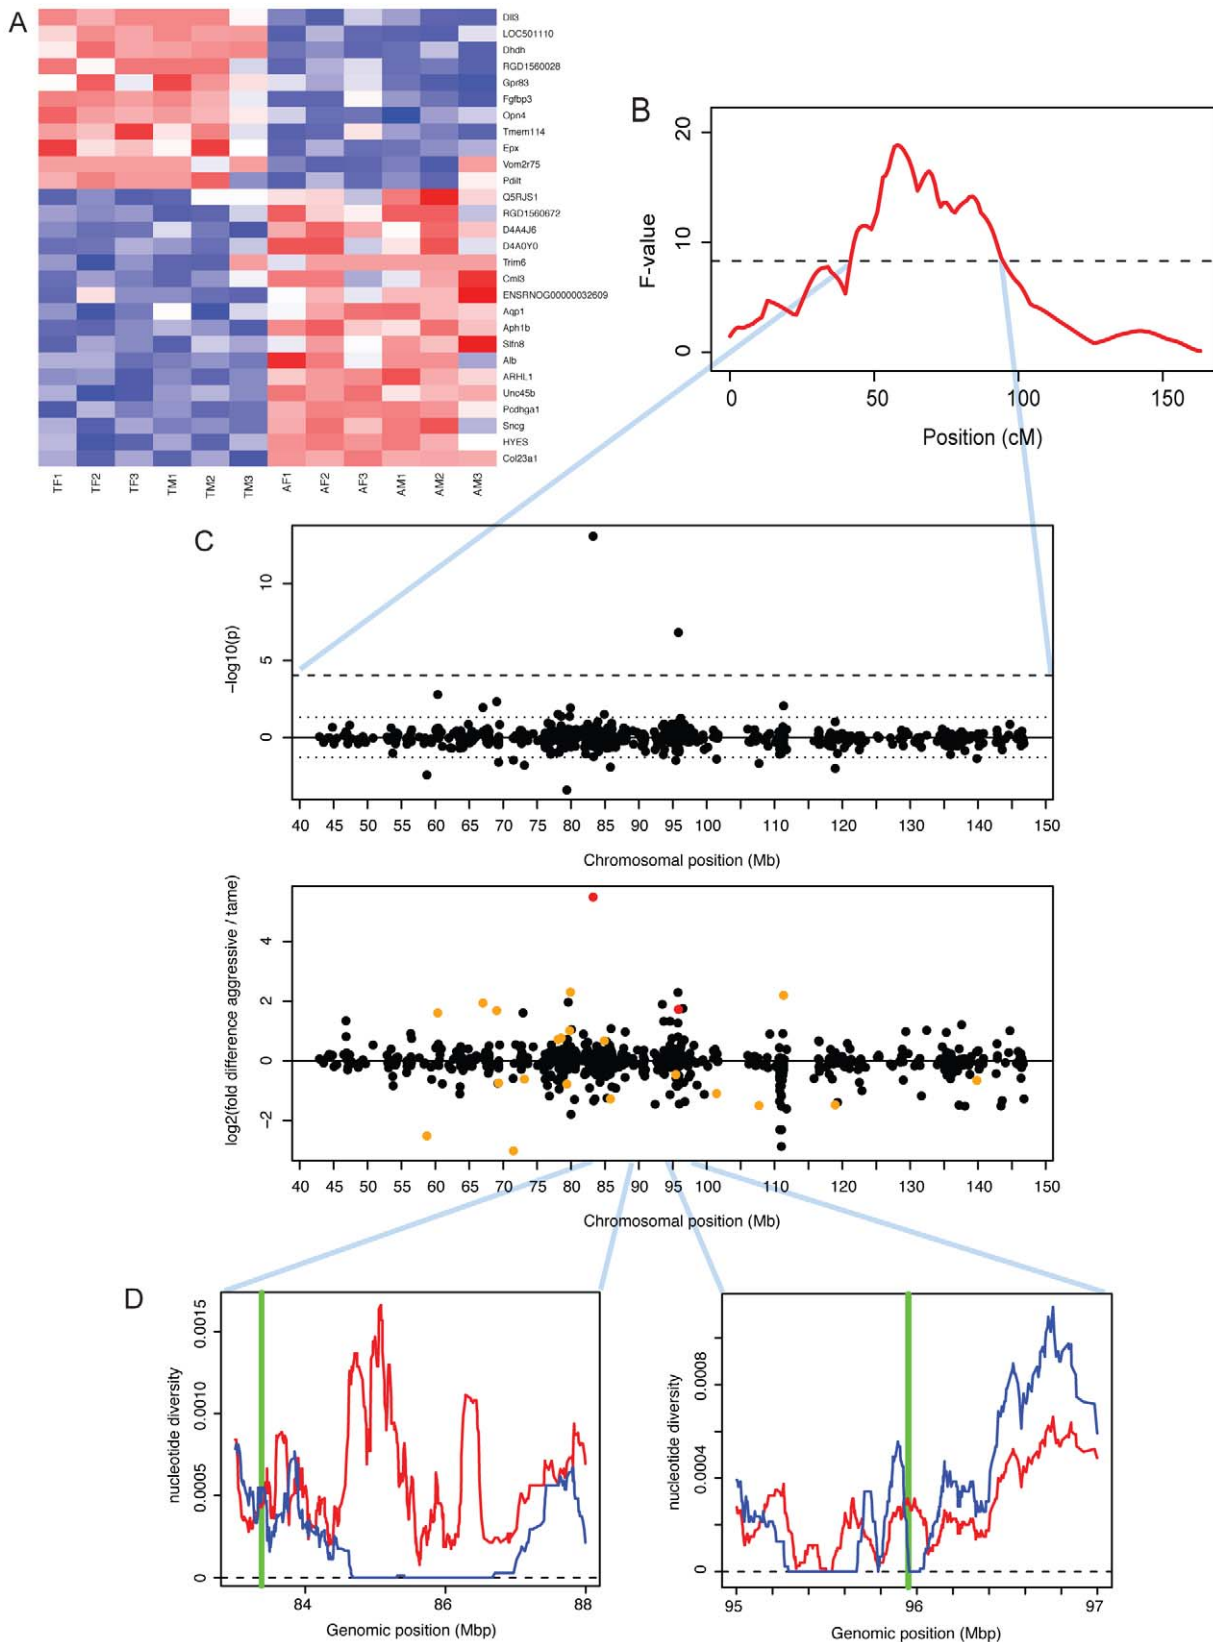 A
Dll3
LOC501110
Dhdh
RGD1560028
Gpr83
Fgfbp3
Opn4
Tmem114
Epx
Vom2r75
Pdilt
Q5RJS1
RGD1560672
D4A4J6
D4A0Y0
Trim6
Cml3
ENSRNOG00000032609
Aqp1
Aph1b
Slfn8
Afb
ARHL1
Unc45b
Pcdhga1
Sncg
HYES
Col23a1
TF1 TF2 TF3 TM1 TM2 TM3 AF1 AF2 AF3 AM1 AM2 AM3
B
F-value
20
10
0
0 50 100 150
Position (cM)
C
−log10(p)
10
5
0
40 45 50 55 60 65 70 75 80 85 90 95 100 110 120 130 140 150
Chromosomal position (Mb)
log2(fold difference aggressive / tame)
4
2
0
−2
40 45 50 55 60 65 70 75 80 85 90 95 100 110 120 130 140 150
Chromosomal position (Mb)
D
nucleotide diversity
0.0015
0.0010
0.0005
0
84 86 88
Genomic position (Mbp)
nucleotide diversity
0.0008
0.0004
0
95 96 97
Genomic position (Mbp)